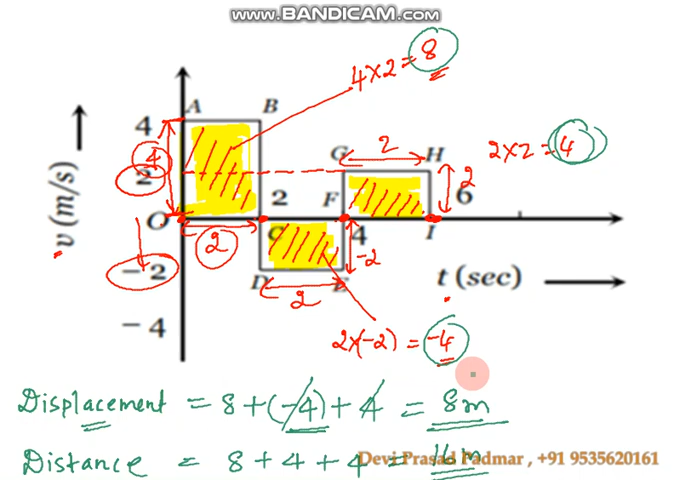 WWW.BANDICAM.COM
4×2 = 8
A B
4
4
G 2 H
2×2 = 4
2
2
F
2
6
O
C
4
I
v (m/s)
2
-2
− 2
D 2 E
t (sec)
− 4
2×(-2) = -4
Displacement = 8 + (-4) + 4 = 8m
Distance = 8 + 4 + 4 = 16m
Devi Prasad Padmar , +91 9535620161